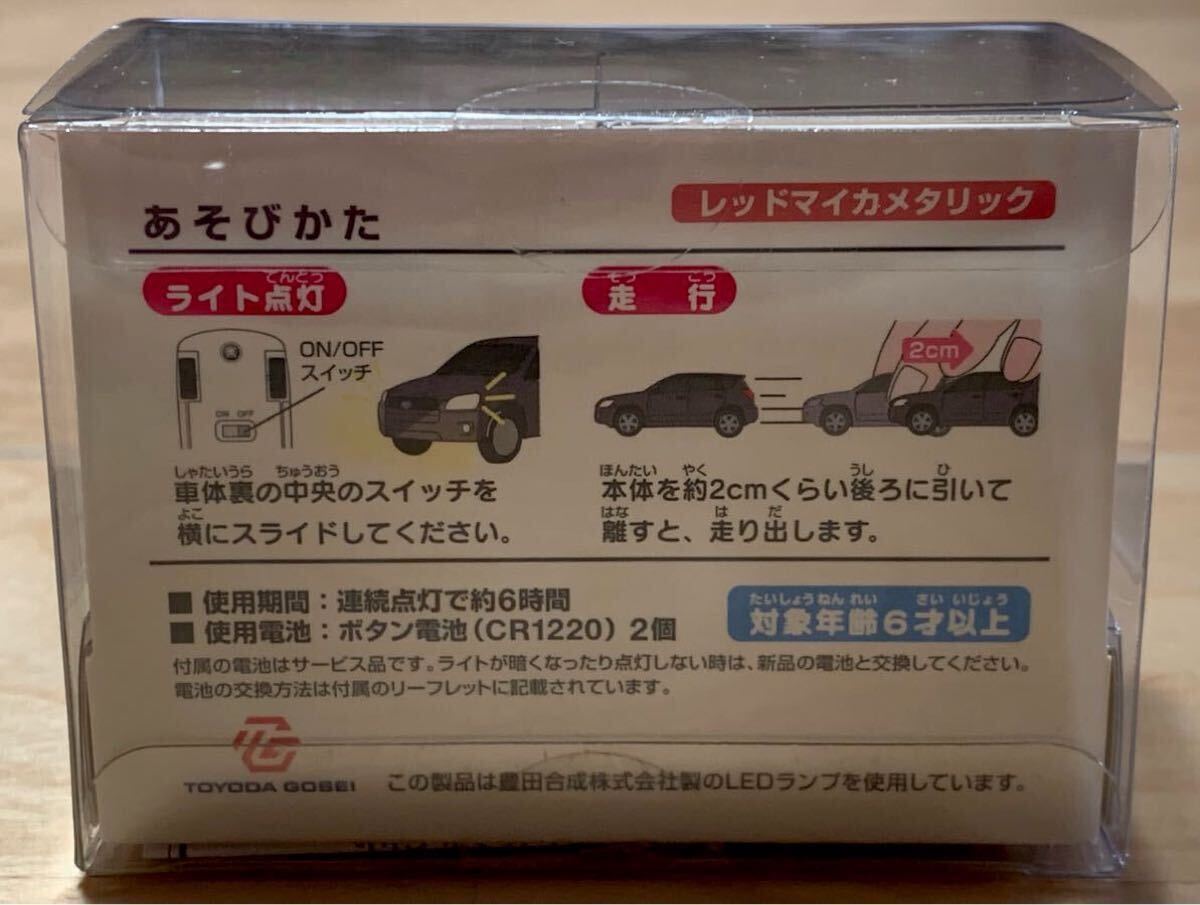 あそびかた
レッドマイカメタリック
てんとう
ライト点灯
そう こう
走 行
ON/OFF
スイッチ
ON OFF
2cm
しゃたいうら ちゅうおう
車体裏の中央のスイッチを
よこ
横にスライドしてください。
ほんたい やく うし ひ
本体を約2cmくらい後ろに引いて
はな は だ
離すと、走り出します。
■ 使用期間：連続点灯で約6時間
■ 使用電池：ボタン電池（CR1220）2個
たいしょうねんれい さい いじょう
対象年齢6才以上
付属の電池はサービス品です。ライトが暗くなったり点灯しない時は、新品の電池と交換してください。
電池の交換方法は付属のリーフレットに記載されています。
TOYODA GOSEI
この製品は豊田合成株式会社製のLEDランプを使用しています。